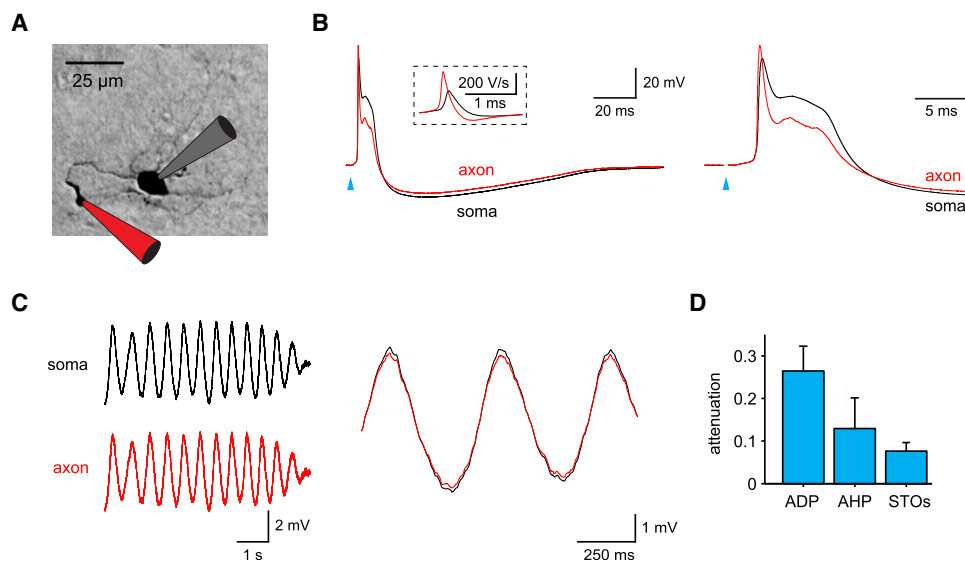 A
25 µm
B
200 V/s
1 ms
20 mV
20 ms
axon
soma
5 ms
axon
soma
C
soma
axon
2 mV
1 s
1 mV
250 ms
D
attenuation
0.3
0.2
0.1
0
ADP AHP STOs